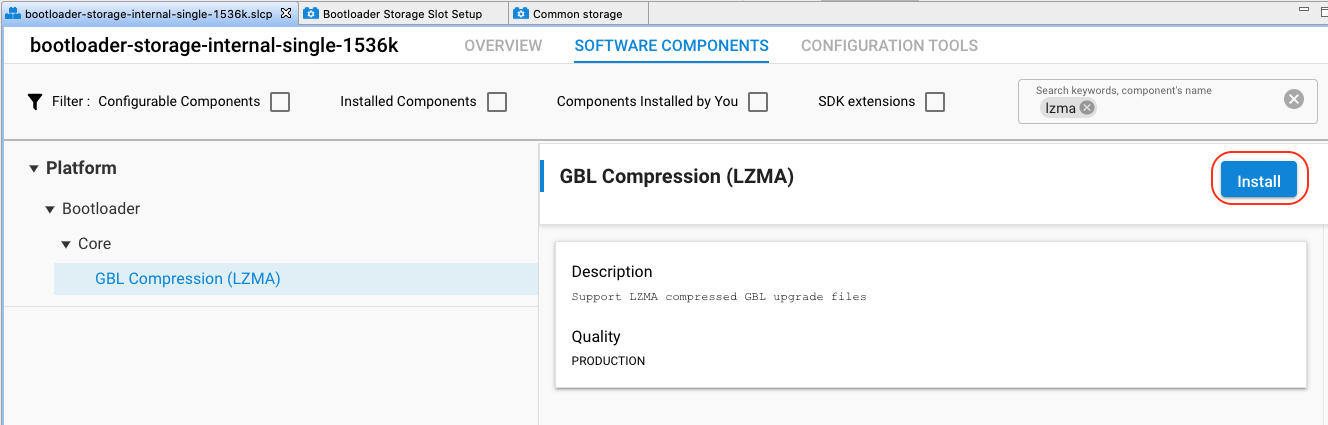 bootloader-storage-internal-single-1536k.slcp
Bootloader Storage Slot Setup
Common storage
bootloader-storage-internal-single-1536k
OVERVIEW
SOFTWARE COMPONENTS
CONFIGURATION TOOLS
Filter :
Configurable Components
Installed Components
Components Installed by You
SDK extensions
Search keywords, component's name
lzma
Platform
Bootloader
Core
GBL Compression (LZMA)
GBL Compression (LZMA)
Install
Description
Support LZMA compressed GBL upgrade files
Quality
PRODUCTION